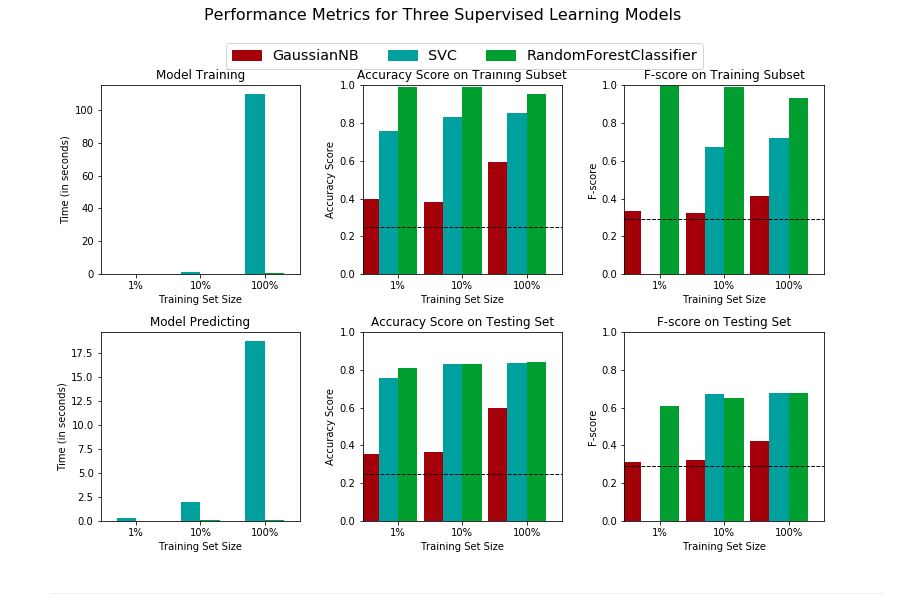 Performance Metrics for Three Supervised Learning Models
GaussianNB SVC RandomForestClassifier
Model Training
Time (in seconds)
100
80
60
40
20
0
1% 10% 100%
Training Set Size
Accuracy Score on Training Subset
Accuracy Score
1.0
0.8
0.6
0.4
0.2
0.0
1% 10% 100%
Training Set Size
F-score on Training Subset
F-score
1.0
0.8
0.6
0.4
0.2
0.0
1% 10% 100%
Training Set Size
Model Predicting
Time (in seconds)
17.5
15.0
12.5
10.0
7.5
5.0
2.5
0.0
1% 10% 100%
Training Set Size
Accuracy Score on Testing Set
Accuracy Score
1.0
0.8
0.6
0.4
0.2
0.0
1% 10% 100%
Training Set Size
F-score on Testing Set
F-score
1.0
0.8
0.6
0.4
0.2
0.0
1% 10% 100%
Training Set Size